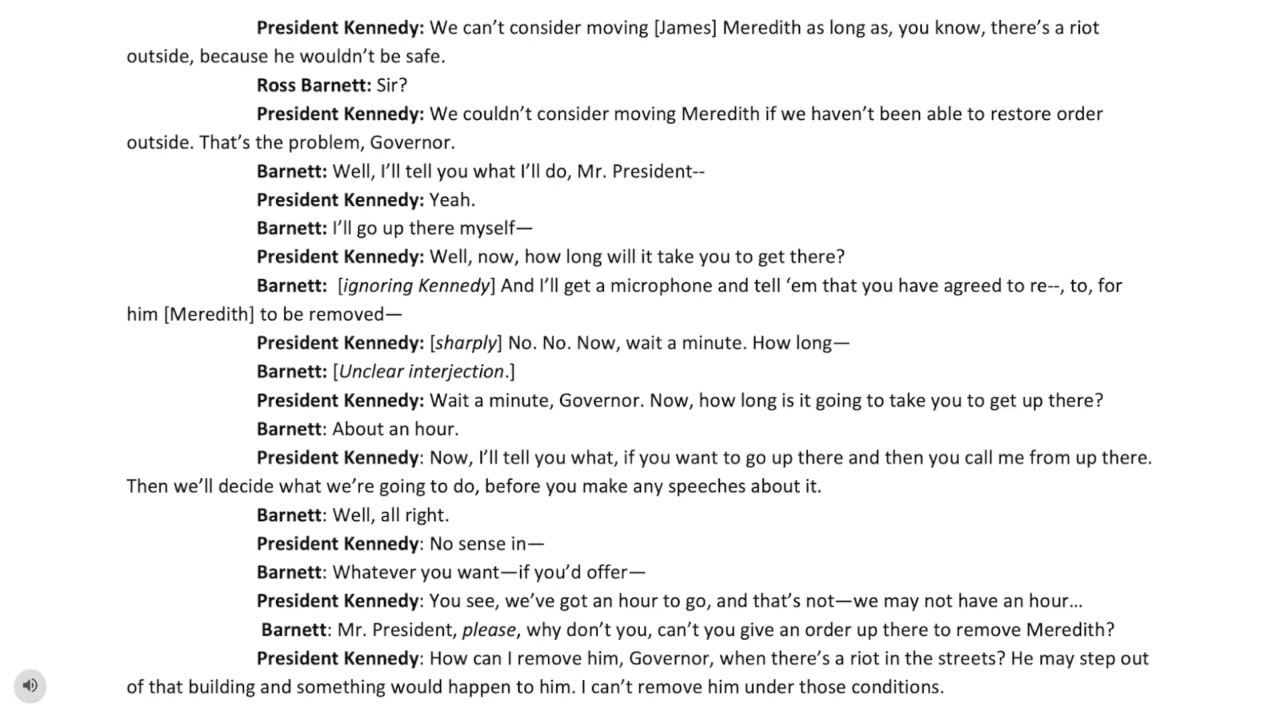 President Kennedy: We can’t consider moving [James] Meredith as long as, you know, there’s a riot
outside, because he wouldn’t be safe.
Ross Barnett: Sir?
President Kennedy: We couldn’t consider moving Meredith if we haven’t been able to restore order
outside. That’s the problem, Governor.
Barnett: Well, I’ll tell you what I’ll do, Mr. President--
President Kennedy: Yeah.
Barnett: I’ll go up there myself—
President Kennedy: Well, now, how long will it take you to get there?
Barnett: [ignoring Kennedy] And I’ll get a microphone and tell ‘em that you have agreed to re--, to, for
him [Meredith] to be removed—
President Kennedy: [sharply] No. No. Now, wait a minute. How long—
Barnett: [Unclear interjection.]
President Kennedy: Wait a minute, Governor. Now, how long is it going to take you to get up there?
Barnett: About an hour.
President Kennedy: Now, I’ll tell you what, if you want to go up there and then you call me from up there.
Then we’ll decide what we’re going to do, before you make any speeches about it.
Barnett: Well, all right.
President Kennedy: No sense in—
Barnett: Whatever you want—if you’d offer—
President Kennedy: You see, we’ve got an hour to go, and that’s not—we may not have an hour…
Barnett: Mr. President, please, why don’t you, can’t you give an order up there to remove Meredith?
President Kennedy: How can I remove him, Governor, when there’s a riot in the streets? He may step out
of that building and something would happen to him. I can’t remove him under those conditions.